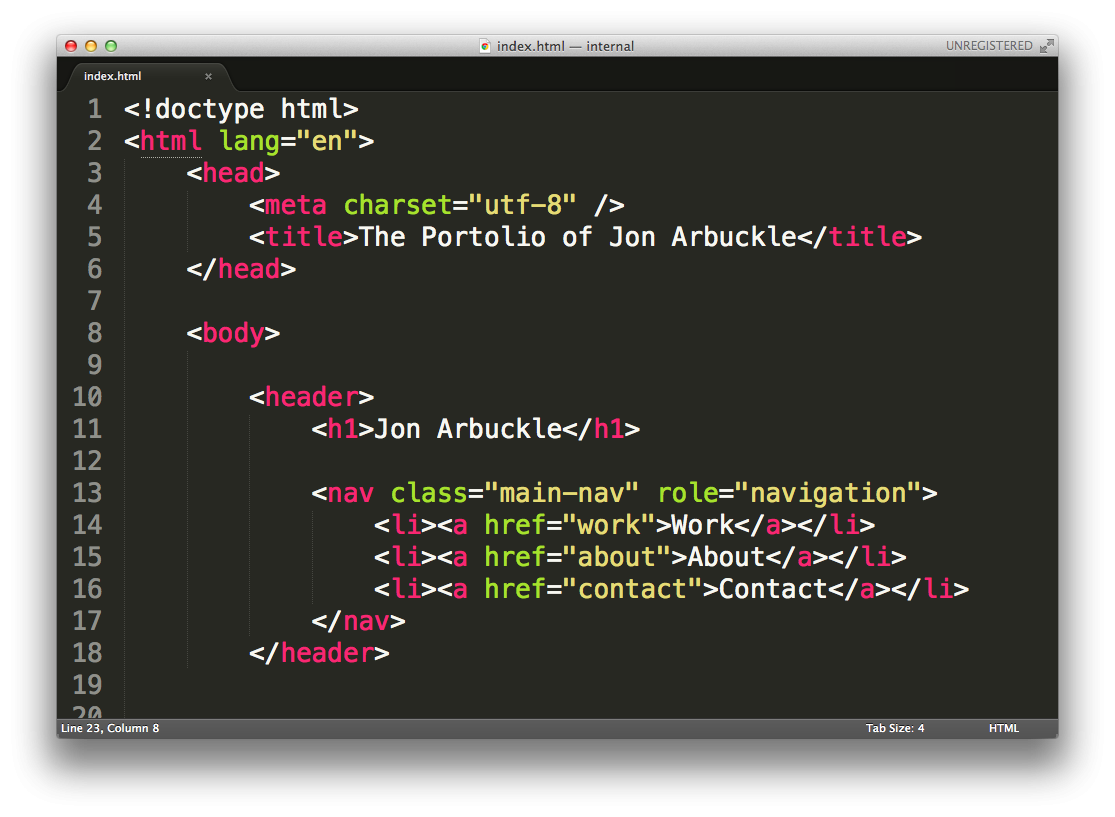 index.html — internal
UNREGISTERED
index.html ×
1 <!doctype html>
2 <html lang="en">
3     <head>
4         <meta charset="utf-8" />
5         <title>The Portolio of Jon Arbuckle</title>
6     </head>
7
8     <body>
9
10         <header>
11             <h1>Jon Arbuckle</h1>
12
13             <nav class="main-nav" role="navigation">
14                 <li><a href="work">Work</a></li>
15                 <li><a href="about">About</a></li>
16                 <li><a href="contact">Contact</a></li>
17             </nav>
18         </header>
19
20
Line 23, Column 8
Tab Size: 4
HTML